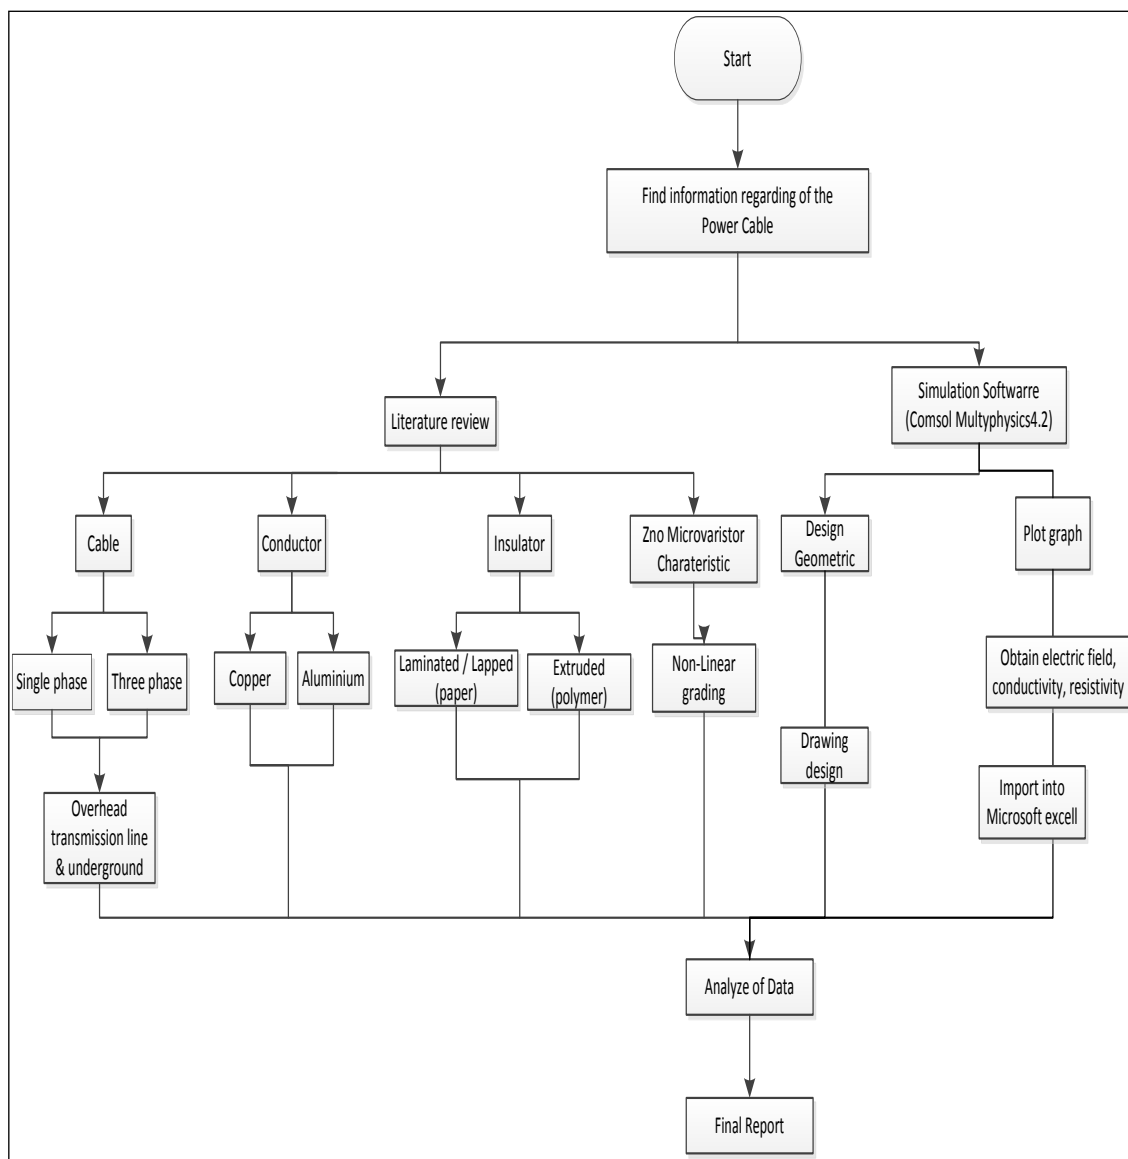 Start
Find information regarding of the
Power Cable
Literature review
Simulation Softwarre
(Comsol Multyphysics4.2)
Cable
Conductor
Insulator
Zno Microvaristor
Charateristic
Design
Geometric
Plot graph
Single phase
Three phase
Copper
Aluminium
Laminated / Lapped
(paper)
Extruded
(polymer)
Non-Linear
grading
Obtain electric field,
conductivity, resistivity
Drawing
design
Import into
Microsoft excell
Overhead
transmission line
& underground
Analyze of Data
Final Report